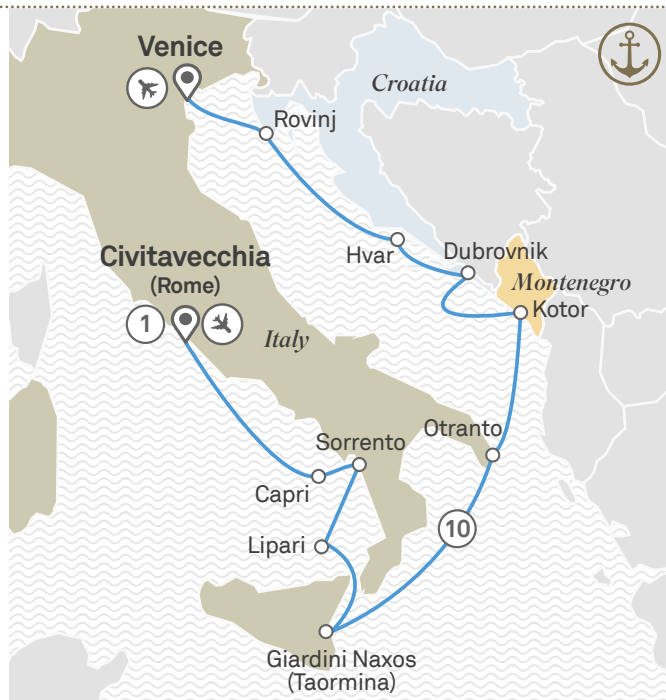 Venice
Croatia
Rovinj
Hvar
Dubrovnik
Civitavecchia
(Rome)
Montenegro
Kotor
1
Italy
Otranto
Sorrento
Capri
10
Lipari
Giardini Naxos
(Taormina)